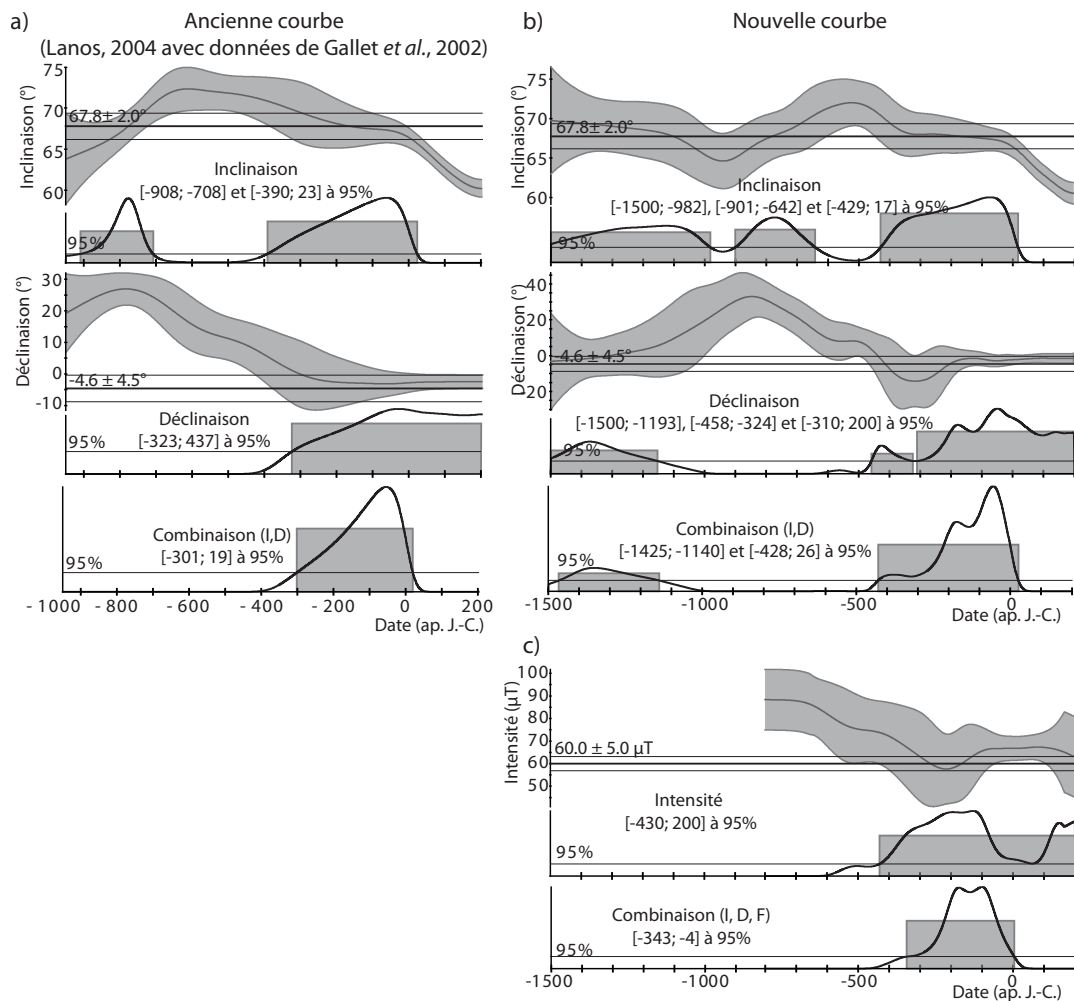 a)
Ancienne courbe
(Lanos, 2004 avec données de Gallet et al., 2002)
Inclinaison (°)
75
70
65
60
67.8± 2.0°
Inclinaison
[-908; -708] et [-390; 23] à 95%
95%
Déclinaison (°)
30
20
10
0
-10
-4.6 ± 4.5°
Déclinaison
[-323; 437] à 95%
95%
Combinaison (I,D)
[-301; 19] à 95%
95%
- 1000 - 800 - 600 - 400 - 200 0 200
Date (ap. J.-C.)
b)
Nouvelle courbe
Inclinaison (°)
75
70
65
60
67.8± 2.0°
Inclinaison
[-1500; -982], [-901; -642] et [-429; 17] à 95%
95%
Déclinaison (°)
40
20
0
20
-4.6 ± 4.5°
Déclinaison
[-1500; -1193], [-458; -324] et [-310; 200] à 95%
95%
Combinaison (I,D)
[-1425; -1140] et [-428; 26] à 95%
95%
-1500 -1000 -500 0
Date (ap. J.-C.)
c)
Intensité (µT)
100
90
80
70
60
50
60.0 ± 5.0 µT
Intensité
[-430; 200] à 95%
95%
Combinaison (I, D, F)
[-343; -4] à 95%
95%
-1500 -1000 -500 0
Date (ap. J.-C.)